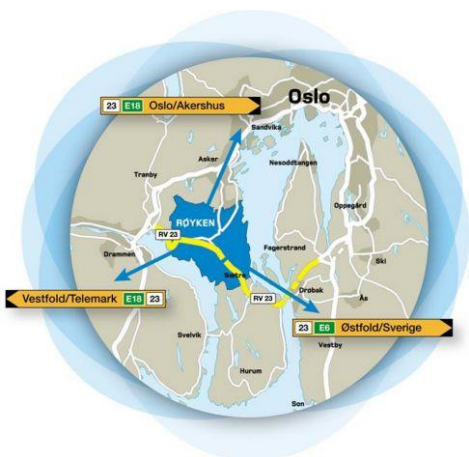 Oslo
23 E18 Oslo/Akershus
Sandvika
Asker
Nesoddtangen
Tranby
Oppegård
RØYKEN
RV 23
Fagerstrand
Drammen
Ski
Sætre
Drøbak
Ås
Vestfold/Telemark E18 23
RV 23
23 E6 Østfold/Sverige
Svelvik
Vestby
Hurum
Son